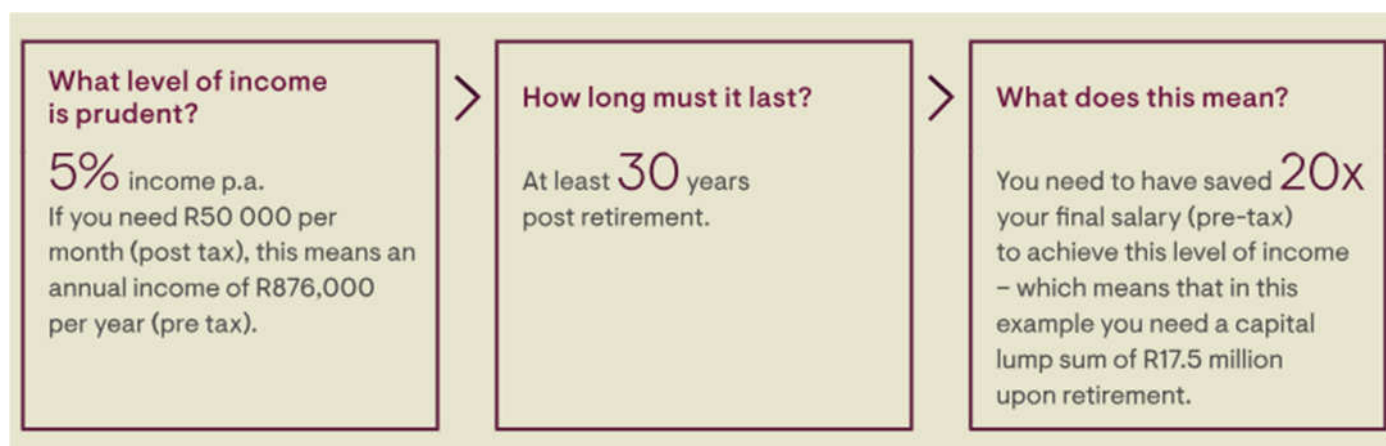 What level of income
is prudent?
5% income p.a.
If you need R50 000 per
month (post tax), this means an
annual income of R876,000
per year (pre tax).
How long must it last?
At least 30 years
post retirement.
What does this mean?
You need to have saved 20x
your final salary (pre-tax)
to achieve this level of income
– which means that in this
example you need a capital
lump sum of R17.5 million
upon retirement.